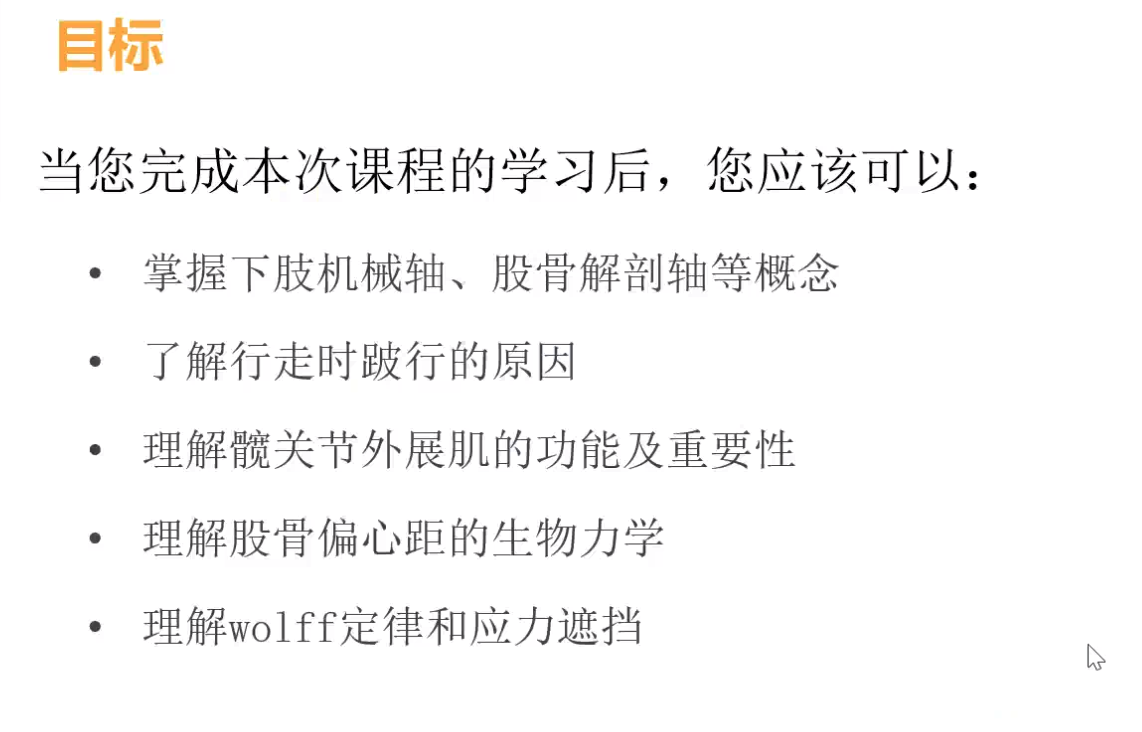 目标
当您完成本次课程的学习后，您应该可以：
• 掌握下肢机械轴、股骨解剖轴等概念
• 了解行走时跛行的原因
• 理解髋关节外展肌的功能及重要性
• 理解股骨偏心距的生物力学
• 理解wolff定律和应力遮挡